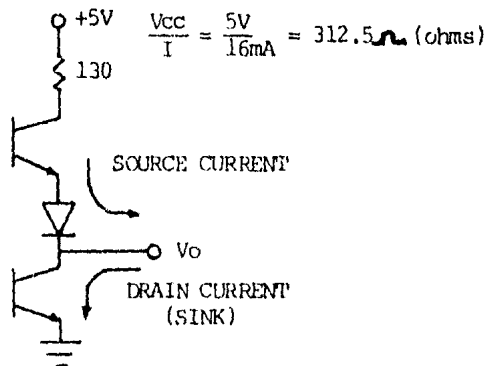 +5V
Vcc/I = 5V/16mA = 312.5Ω (ohms)
130
SOURCE CURRENT
Vo
DRAIN CURRENT
(SINK)